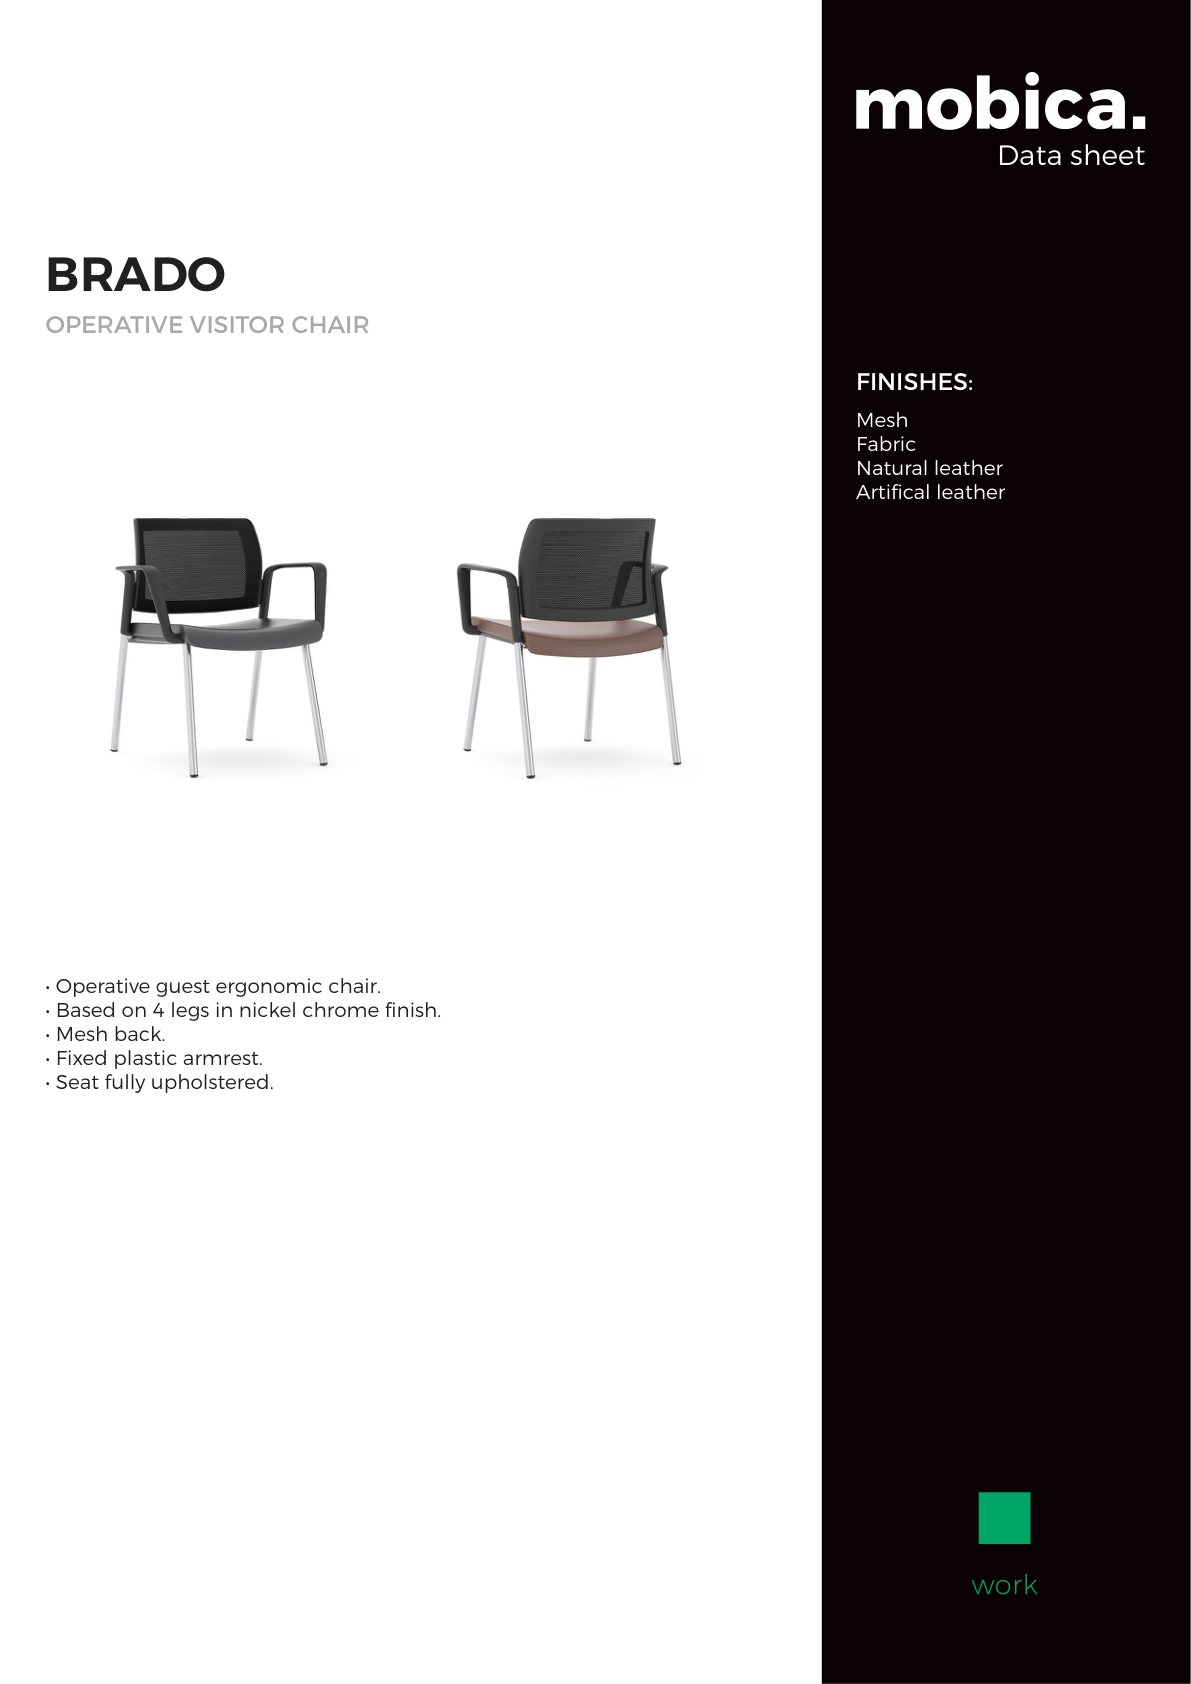 mobica.
Data sheet
BRADO
OPERATIVE VISITOR CHAIR
FINISHES:
Mesh
Fabric
Natural leather
Artifical leather
• Operative guest ergonomic chair.
• Based on 4 legs in nickel chrome finish.
• Mesh back.
• Fixed plastic armrest.
• Seat fully upholstered.
work